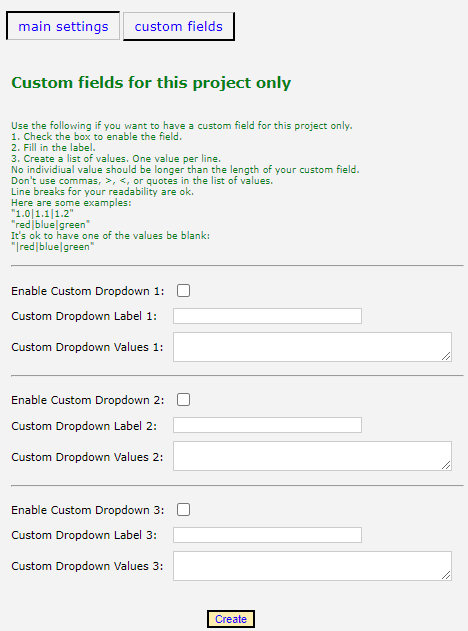 main settings custom fields
Custom fields for this project only
Use the following if you want to have a custom field for this project only.
1. Check the box to enable the field.
2. Fill in the label.
3. Create a list of values. One value per line.
No indivdiual value should be longer than the length of your custom field.
Don't use commas, >, <, or quotes in the list of values.
Line breaks for your readability are ok.
Here are some examples:
"1.0|1.1|1.2"
"red|blue|green"
It's ok to have one of the values be blank:
"|red|blue|green"
Enable Custom Dropdown 1:
Custom Dropdown Label 1:
Custom Dropdown Values 1:
Enable Custom Dropdown 2:
Custom Dropdown Label 2:
Custom Dropdown Values 2:
Enable Custom Dropdown 3:
Custom Dropdown Label 3:
Custom Dropdown Values 3:
Create